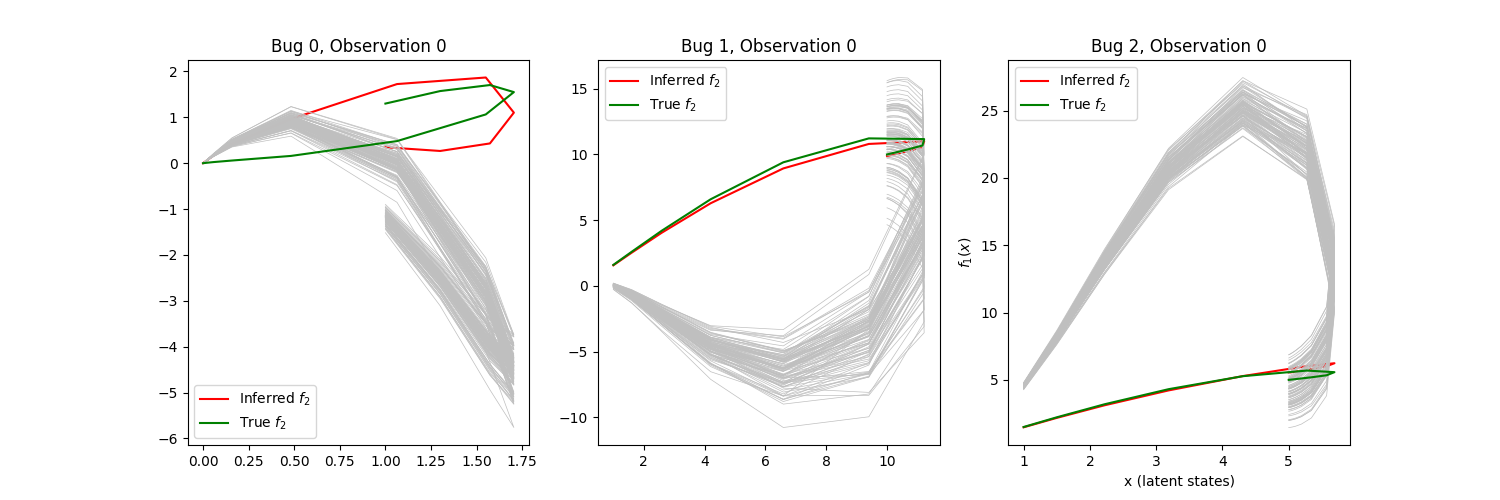 Bug 0, Observation 0
2
1
0
−1
−2
−3
−4
−5
−6
Inferred f₂
True f₂
0.00 0.25 0.50 0.75 1.00 1.25 1.50 1.75
Bug 1, Observation 0
15
10
5
0
−5
−10
Inferred f₂
True f₂
2 4 6 8 10
Bug 2, Observation 0
25
20
15
10
5
f₁(x)
Inferred f₂
True f₂
1 2 3 4 5
x (latent states)